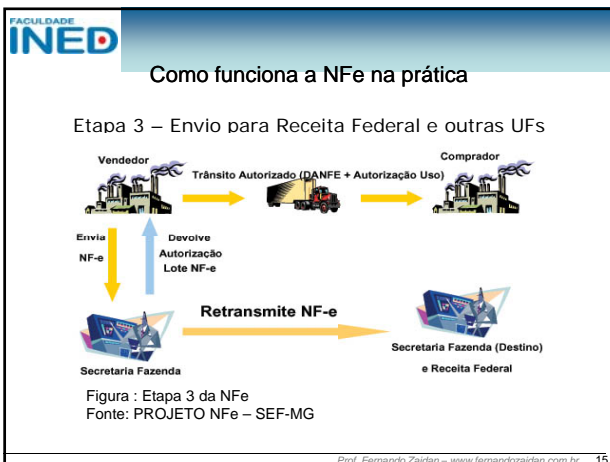 FACULDADE
INED
Como funciona a NFe na prática
Etapa 3 – Envio para Receita Federal e outras UFs
Vendedor
Comprador
Trânsito Autorizado (DANFE + Autorização Uso)
Envia
NF-e
Devolve
Autorização
Lote NF-e
Retransmite NF-e
Secretaria Fazenda
Secretaria Fazenda (Destino)
e Receita Federal
Figura : Etapa 3 da NFe
Fonte: PROJETO NFe – SEF-MG
Prof. Fernando Zaidan – www.fernandozaidan.com.br 15